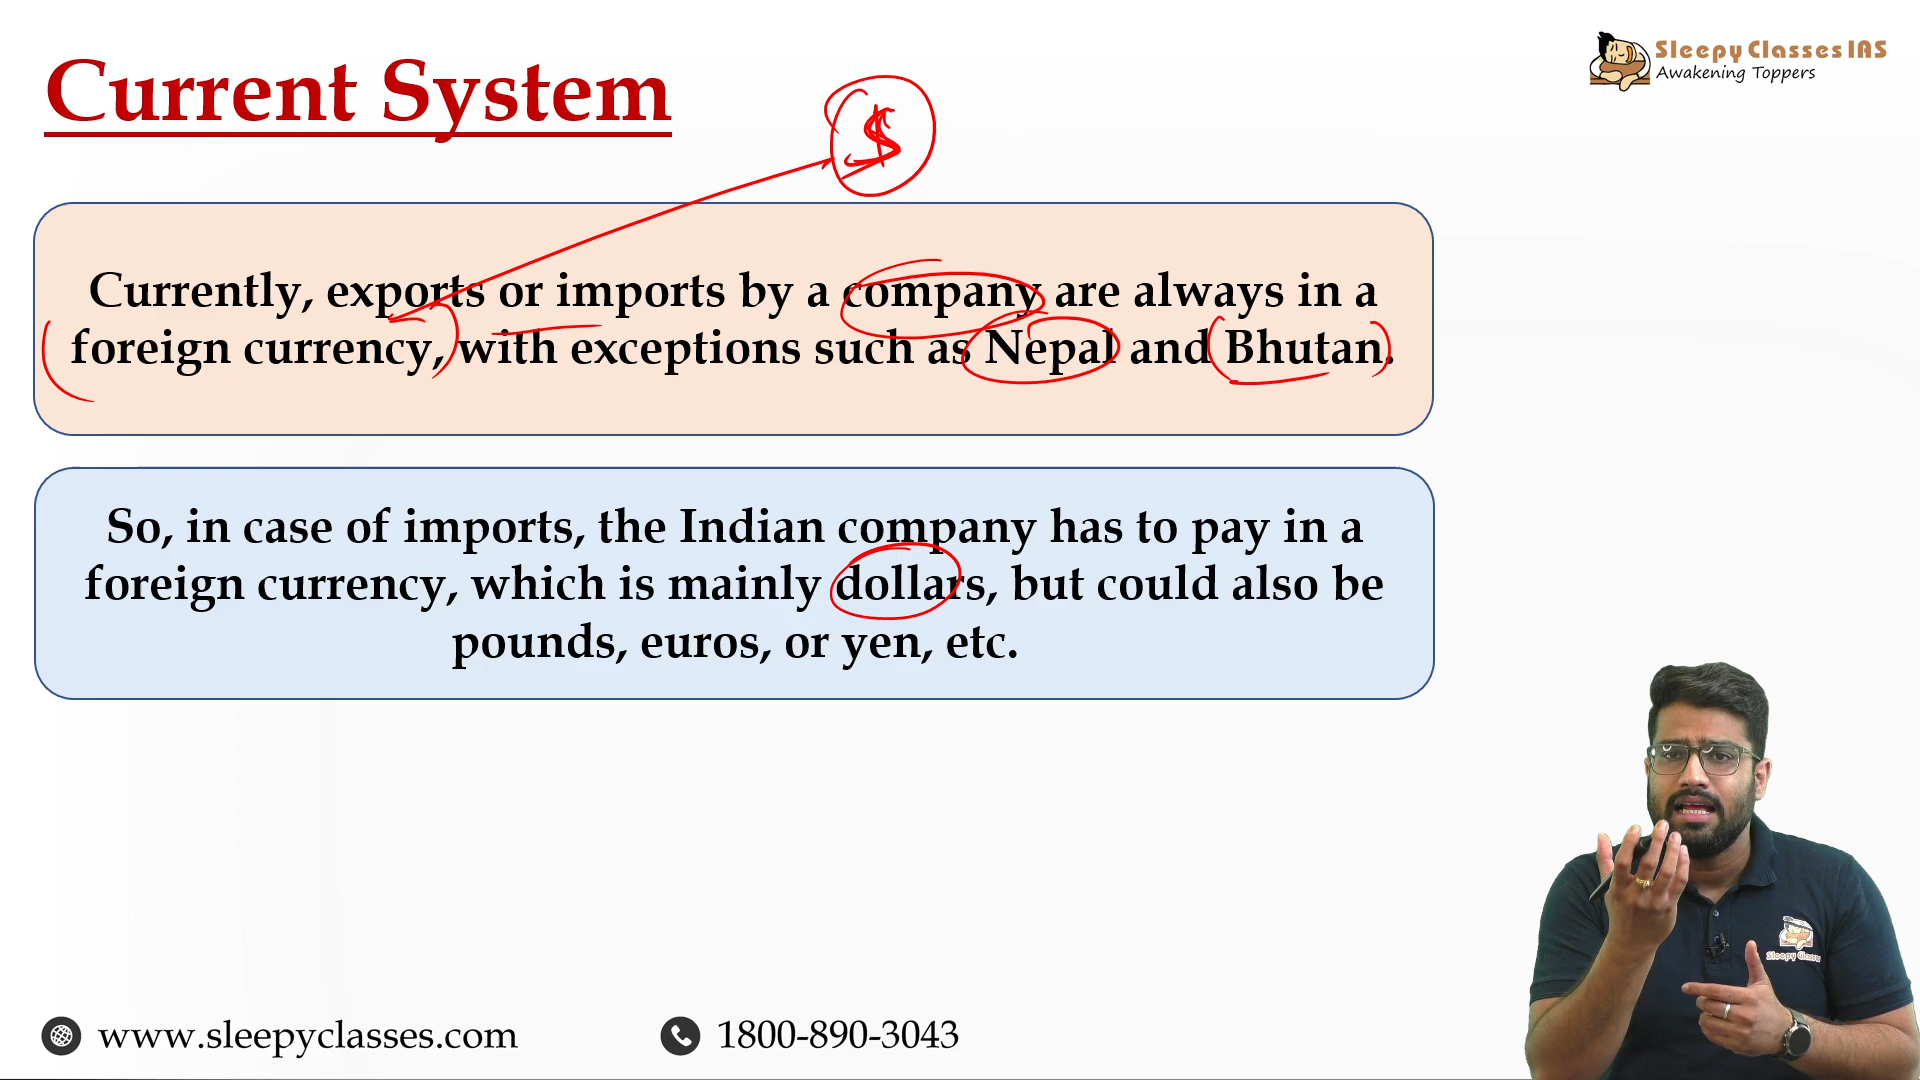 Current System
Sleepy Classes IAS
Awakening Toppers
$
Currently, exports or imports by a company are always in a
foreign currency, with exceptions such as Nepal and Bhutan.
So, in case of imports, the Indian company has to pay in a
foreign currency, which is mainly dollars, but could also be
pounds, euros, or yen, etc.
Sleepy Classes
www.sleepyclasses.com
1800-890-3043